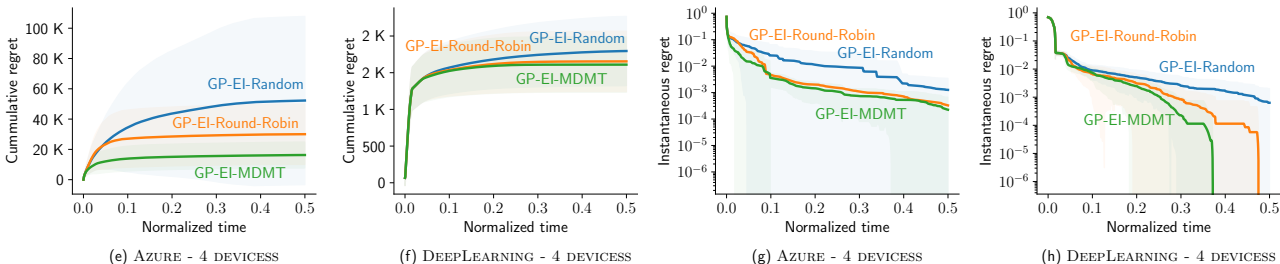 Cummulative regret
100 K
80 K
60 K
40 K
20 K
0
GP-EI-Random
GP-EI-Round-Robin
GP-EI-MDMT
0.0 0.1 0.2 0.3 0.4 0.5
Normalized time
(e) Azure - 4 devicess
Cummulative regret
2 K
2 K
1 K
500
0
GP-EI-Round-Robin
GP-EI-Random
GP-EI-MDMT
0.0 0.1 0.2 0.3 0.4 0.5
Normalized time
(f) DeepLearning - 4 devicess
Instantaneous regret
10^0
10^-1
10^-2
10^-3
10^-4
10^-5
10^-6
GP-EI-Round-Robin
GP-EI-Random
GP-EI-MDMT
0.0 0.1 0.2 0.3 0.4 0.5
Normalized time
(g) Azure - 4 devicess
Instantaneous regret
10^0
10^-1
10^-2
10^-3
10^-4
10^-5
10^-6
GP-EI-Round-Robin
GP-EI-Random
GP-EI-MDMT
0.0 0.1 0.2 0.3 0.4 0.5
Normalized time
(h) DeepLearning - 4 devicess